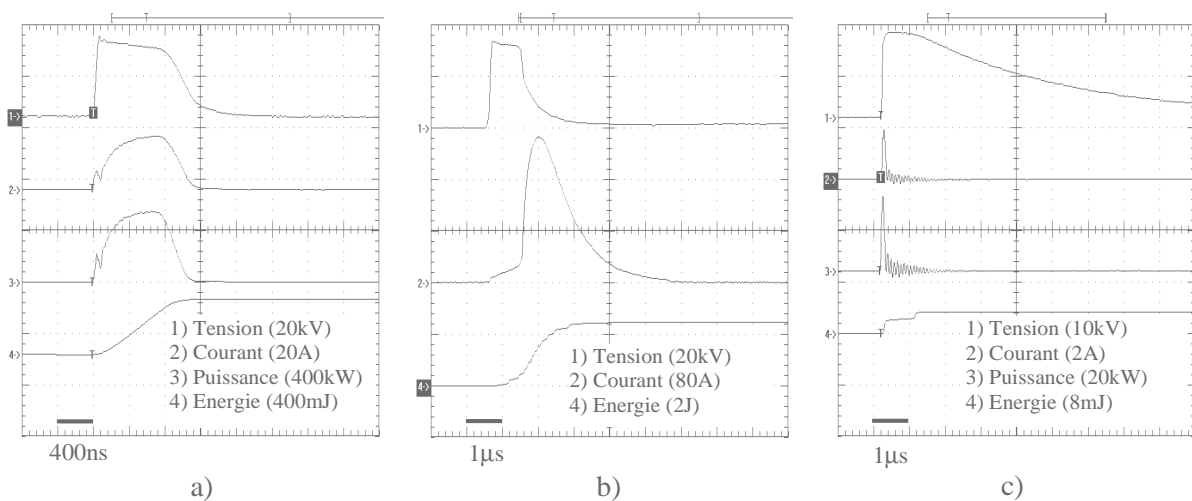 1->
2->
3->
4->
T
1) Tension (20kV)
2) Courant (20A)
3) Puissance (400kW)
4) Energie (400mJ)
400ns
a)
1->
2->
4->
1) Tension (20kV)
2) Courant (80A)
4) Energie (2J)
1μs
b)
1->
2->
3->
4->
T
1) Tension (10kV)
2) Courant (2A)
3) Puissance (20kW)
4) Energie (8mJ)
1μs
c)